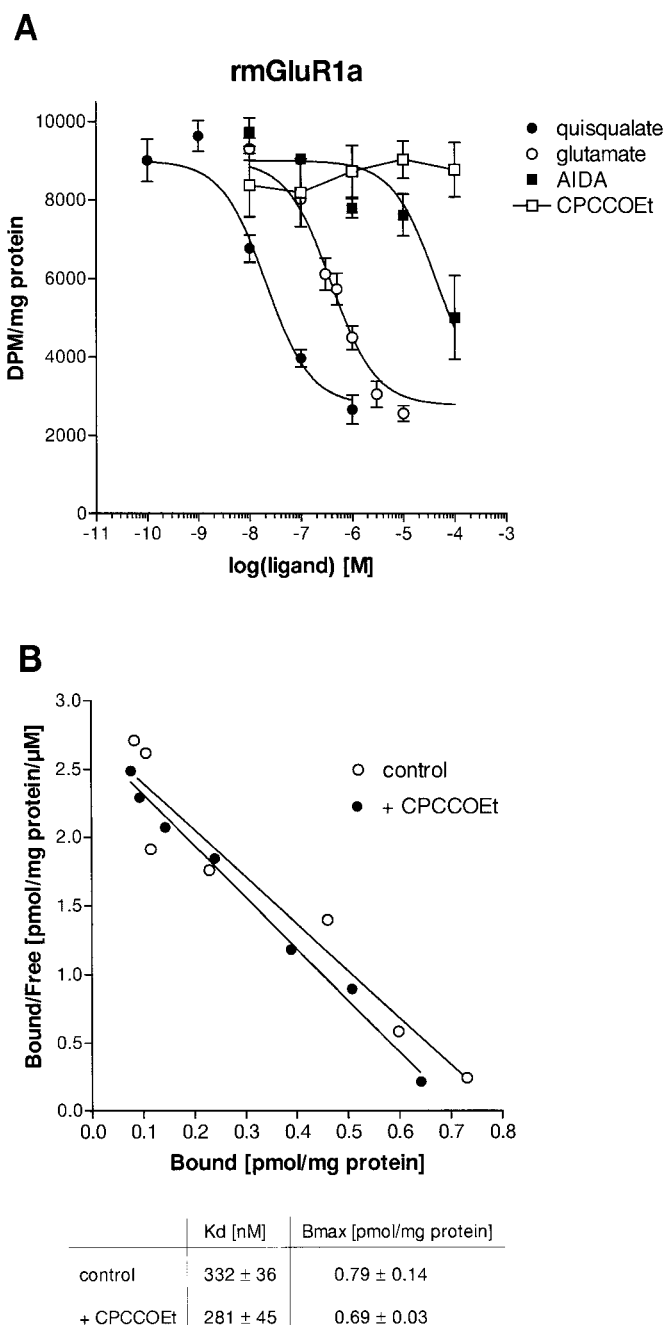 A
rmGluR1a
quisqualate
glutamate
AIDA
CPCCOEt
DPM/mg protein
10000
8000
6000
4000
2000
0
-11 -10 -9 -8 -7 -6 -5 -4 -3
log(ligand) [M]
B
control
+ CPCCOEt
Bound/Free [pmol/mg protein/µM]
3.0
2.5
2.0
1.5
1.0
0.5
0.0
0.0 0.1 0.2 0.3 0.4 0.5 0.6 0.7 0.8
Bound [pmol/mg protein]
Kd [nM] Bmax [pmol/mg protein]
control 332 ± 36 0.79 ± 0.14
+ CPCCOEt 281 ± 45 0.69 ± 0.03